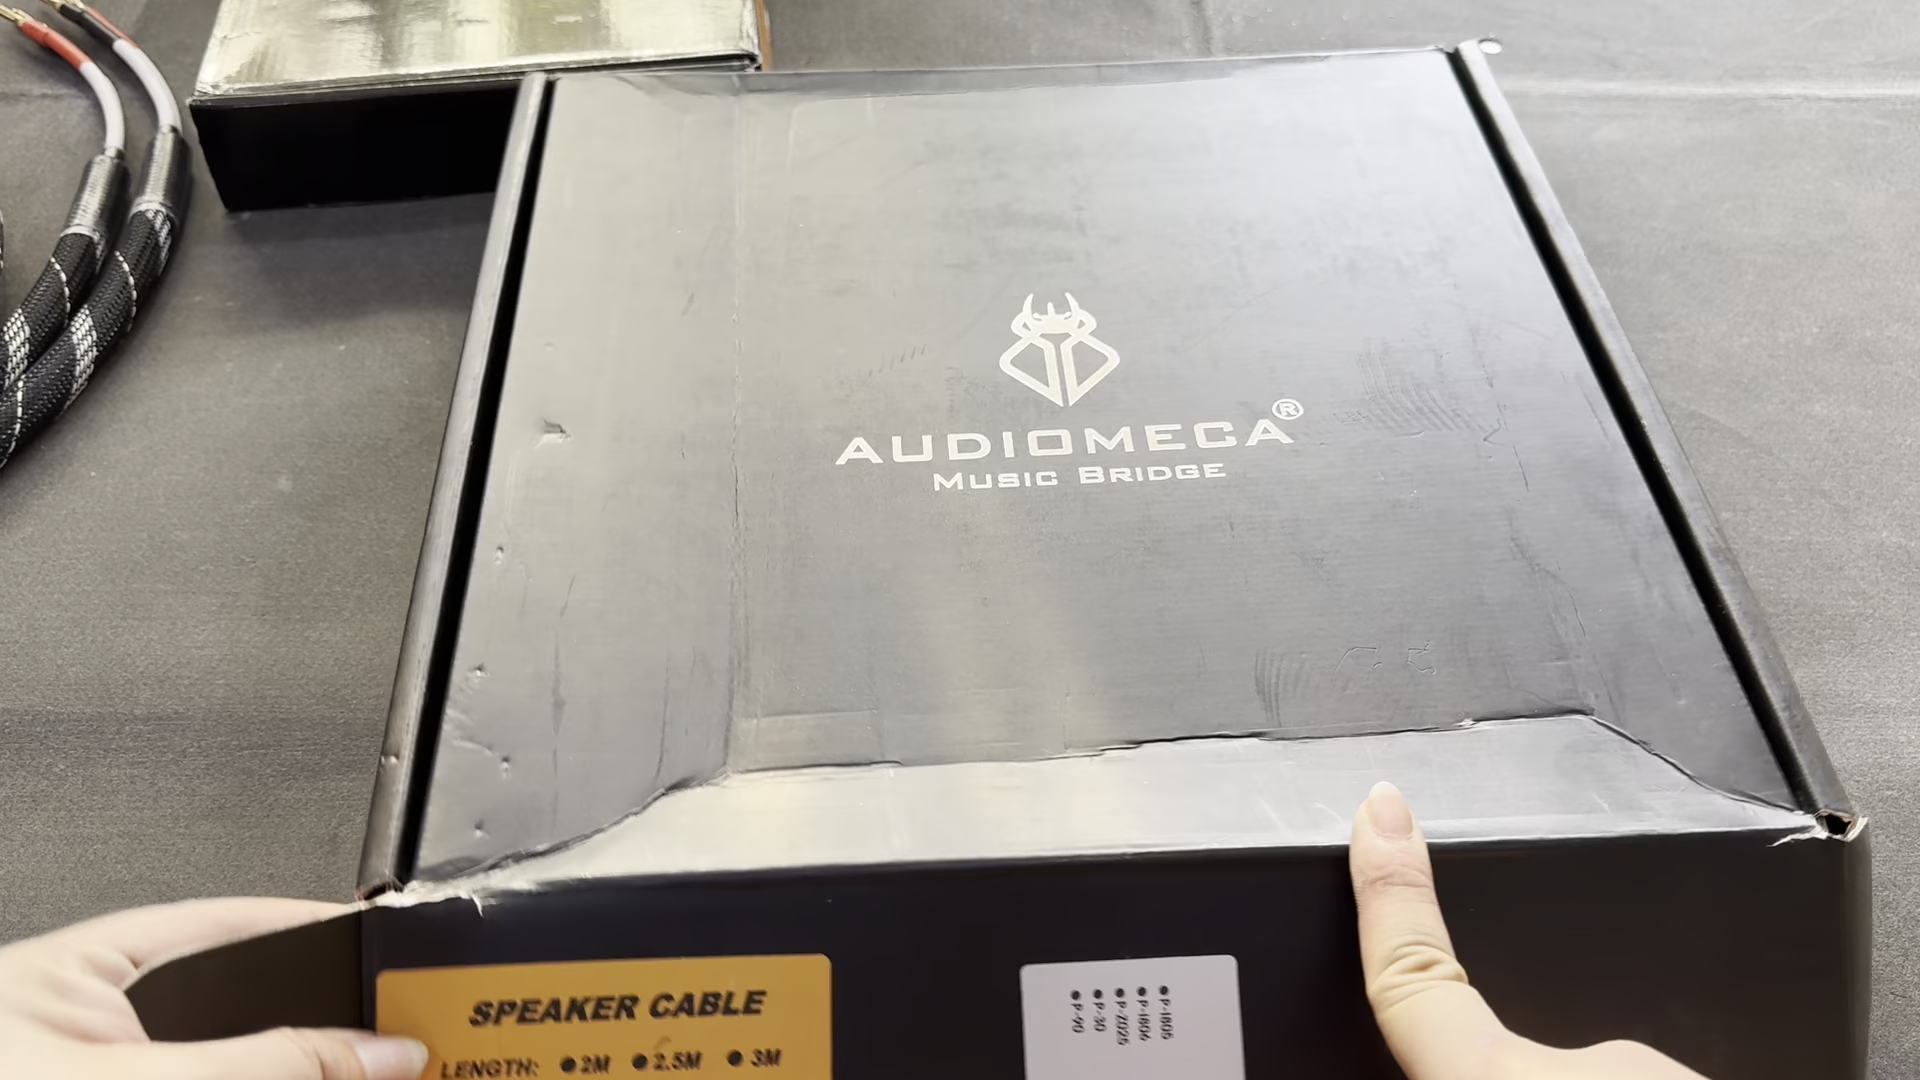 AUDIOMECA®
MUSIC BRIDGE
SPEAKER CABLE
LENGTH: ●2M ●2.5M ●3M
●P-1805
●P-1806
●P-2025
●P-30
●P-90